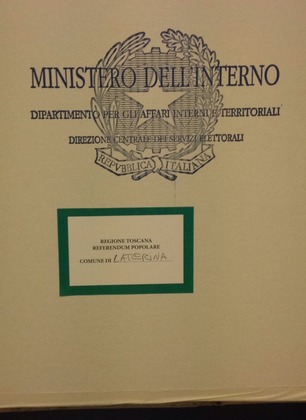 MINISTERO DELL'INTERNO
DIPARTIMENTO PER GLI AFFARI INTERNI E TERRITORIALI
DIREZIONE CENTRALE DEI SERVIZI ELETTORALI
REPVBBLICA ITALIANA
REGIONE TOSCANA
REFERENDUM POPOLARE
COMUNE DI LATERINA